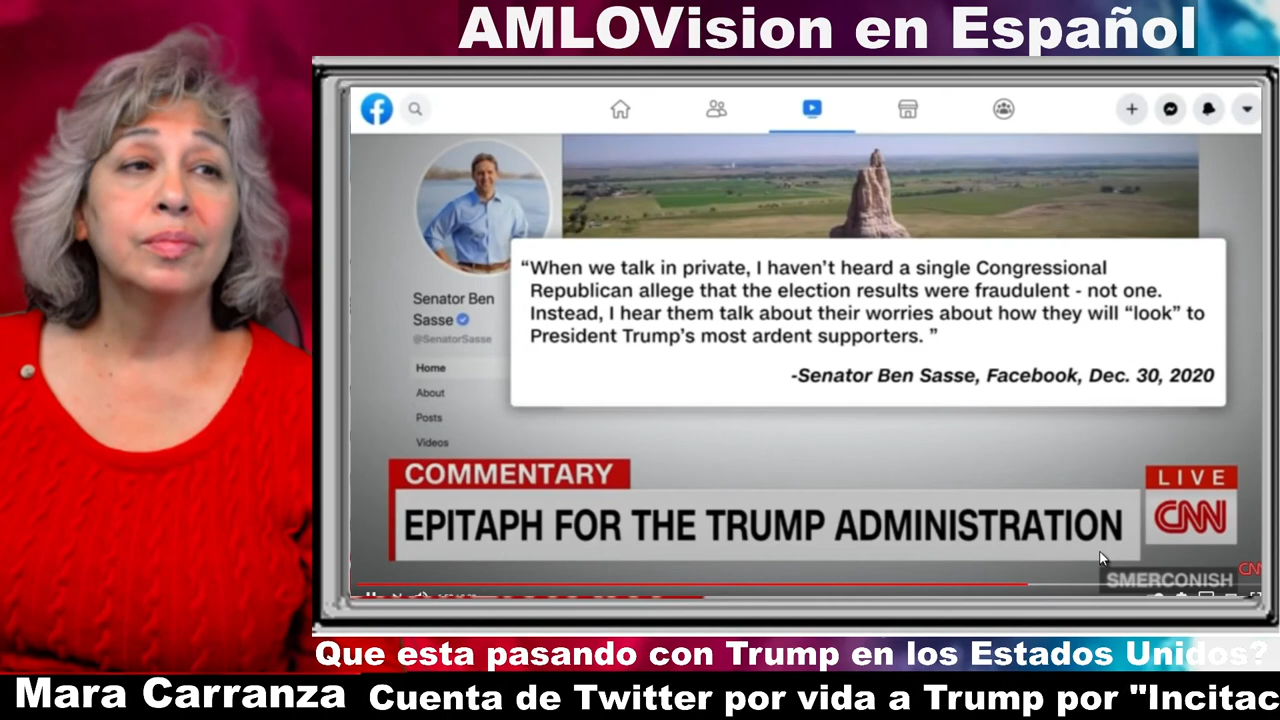 AMLOVision en Español
Senator Ben
Sasse
@SenatorSasse
Home
About
Posts
Videos
“When we talk in private, I haven’t heard a single Congressional
Republican allege that the election results were fraudulent - not one.
Instead, I hear them talk about their worries about how they will “look” to
President Trump’s most ardent supporters. ”
-Senator Ben Sasse, Facebook, Dec. 30, 2020
COMMENTARY
EPITAPH FOR THE TRUMP ADMINISTRATION
LIVE
CNN
SMERCONISH
Que esta pasando con Trump en los Estados Unidos?
Mara Carranza
Cuenta de Twitter por vida a Trump por "Incitac